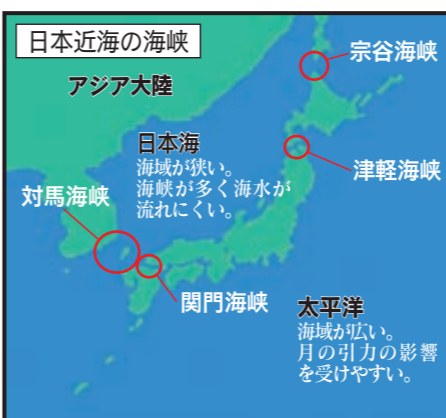 日本近海の海峡
宗谷海峡
アジア大陸
日本海
海域が狭い。
海峡が多く海水が
流れにくい。
津軽海峡
対馬海峡
関門海峡
太平洋
海域が広い。
月の引力の影響
を受けやすい。